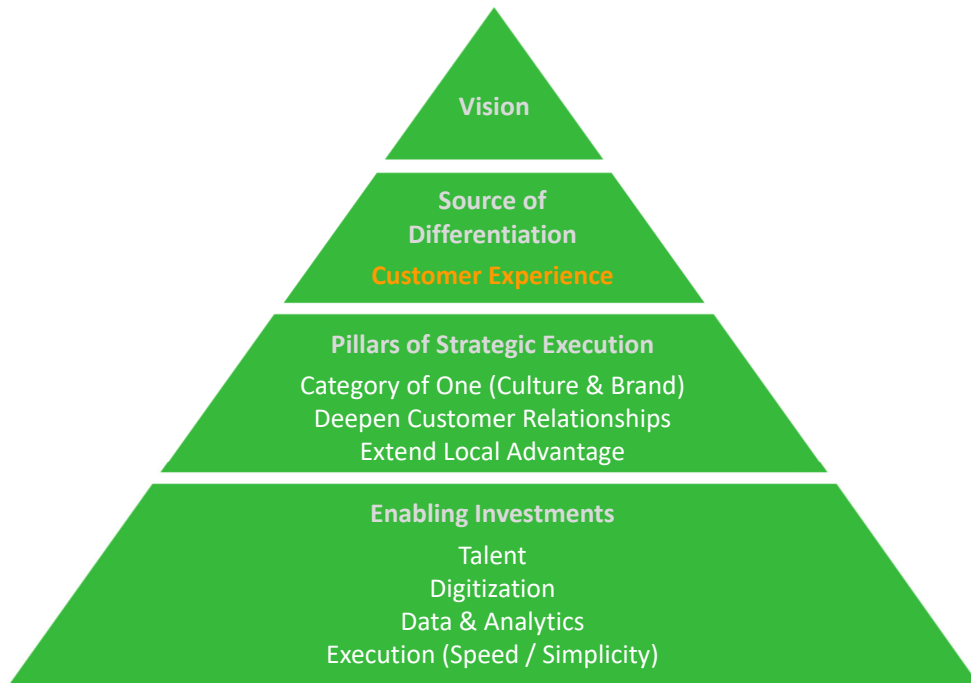 Vision
Source of
Differentiation
Customer Experience
Pillars of Strategic Execution
Category of One (Culture & Brand)
Deepen Customer Relationships
Extend Local Advantage
Enabling Investments
Talent
Digitization
Data & Analytics
Execution (Speed / Simplicity)